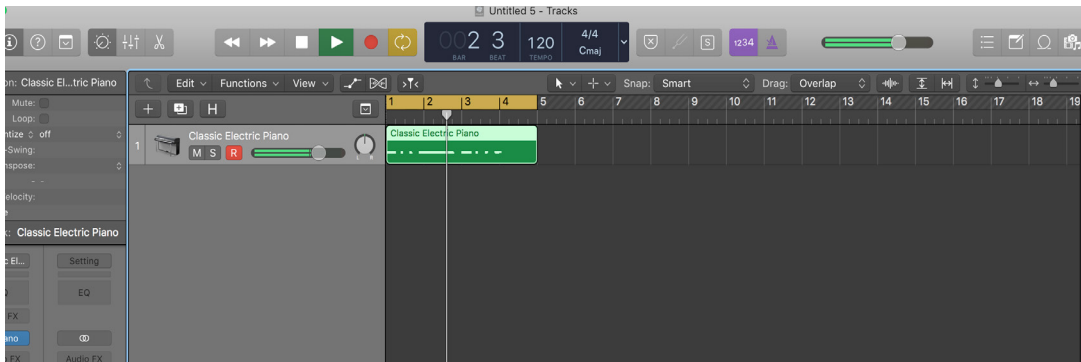 Untitled 5 - Tracks
002 3 120 4/4 Cmaj
BAR BEAT TEMPO
S 1234
on: Classic El...tric Piano Edit Functions View Snap: Smart Drag: Overlap
Mute:
Loop:
ntize off
-Swing:
nspose:
- -
elocity:
1 2 3 4 5 6 7 8 9 10 11 12 13 14 15 16 17 18 19
+ H
1 Classic Electric Piano
M S R L R
Classic Electric Piano
k: Classic Electric Piano
c El... Setting
EQ
FX
ano
FX Audio FX